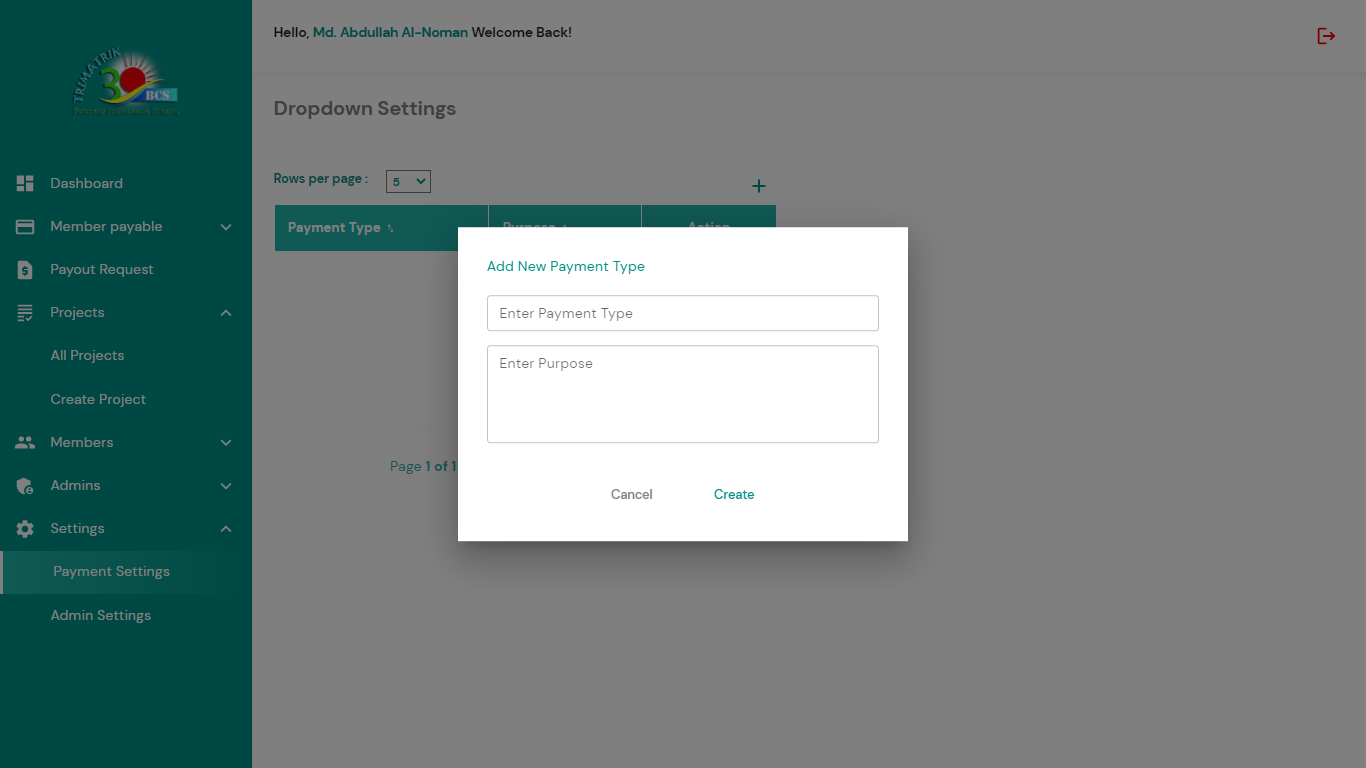 TRIMATRIK
30
BCS
Dashboard
Member payable
Payout Request
Projects
All Projects
Create Project
Members
Admins
Settings
Payment Settings
Admin Settings
Hello, Md. Abdullah Al-Noman Welcome Back!
Dropdown Settings
Rows per page : 5
Payment Type Purpose Action
Add New Payment Type
Enter Payment Type
Enter Purpose
Cancel Create
Page 1 of 1